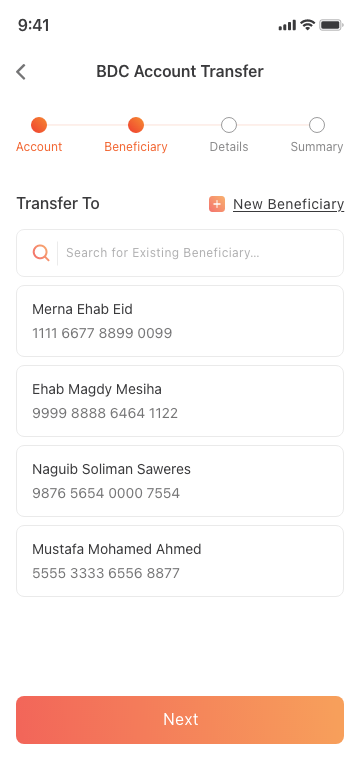 9:41
BDC Account Transfer
Account Beneficiary Details Summary
Transfer To + New Beneficiary
Search for Existing Beneficiary...
Merna Ehab Eid
1111 6677 8899 0099
Ehab Magdy Mesiha
9999 8888 6464 1122
Naguib Soliman Saweres
9876 5654 0000 7554
Mustafa Mohamed Ahmed
5555 3333 6556 8877
Next